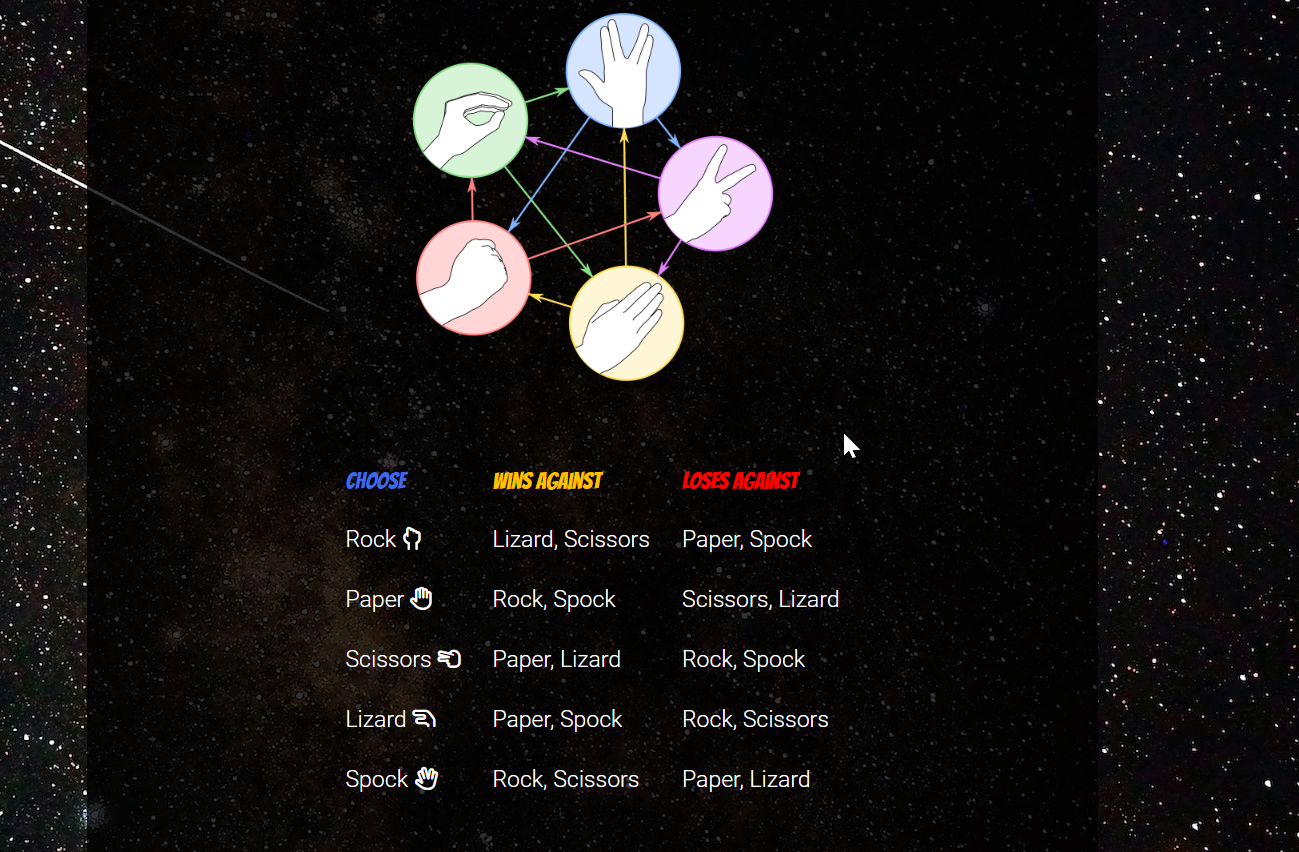 CHOOSE WINS AGAINST LOSES AGAINST
Rock Lizard, Scissors Paper, Spock
Paper Rock, Spock Scissors, Lizard
Scissors Paper, Lizard Rock, Spock
Lizard Paper, Spock Rock, Scissors
Spock Rock, Scissors Paper, Lizard